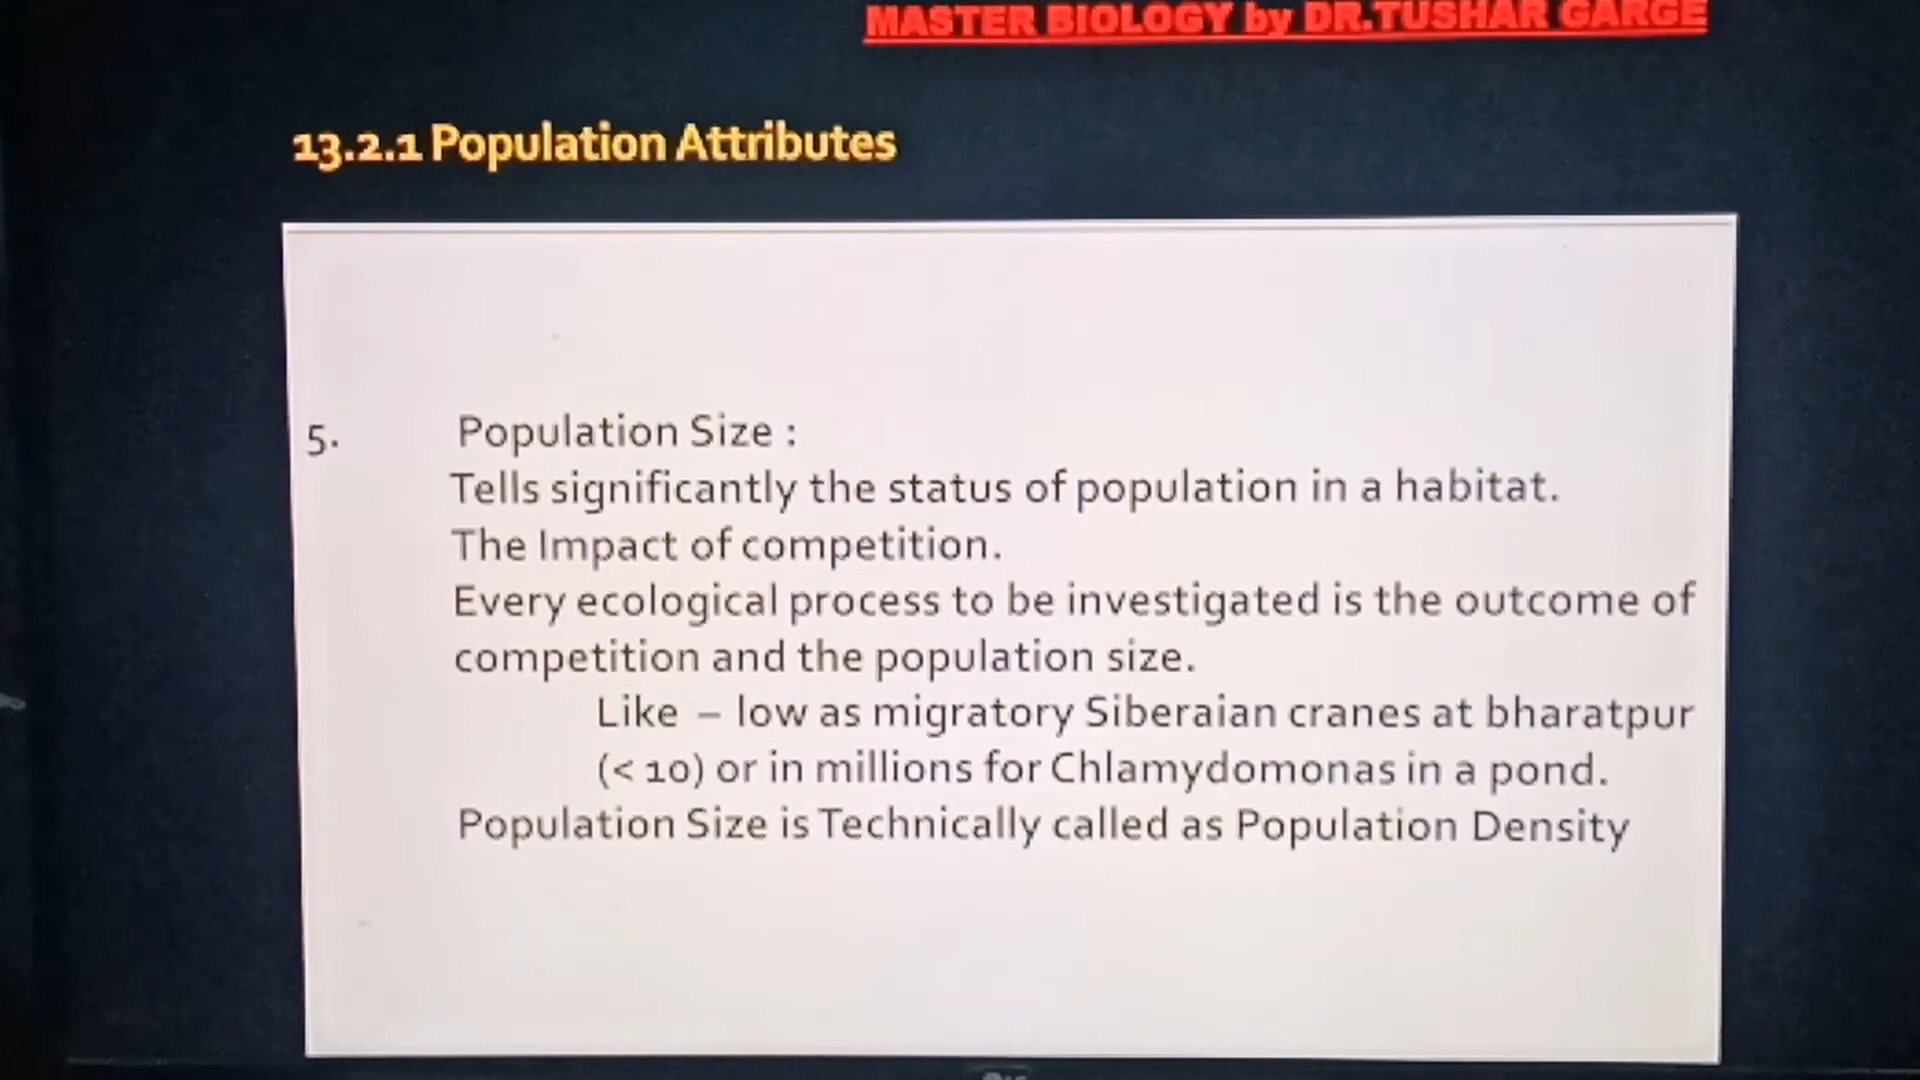 MASTER BIOLOGY by DR.TUSHAR GARGE
13.2.1 Population Attributes
5. Population Size :
Tells significantly the status of population in a habitat.
The Impact of competition.
Every ecological process to be investigated is the outcome of
competition and the population size.
Like – low as migratory Siberaian cranes at bharatpur
(< 10) or in millions for Chlamydomonas in a pond.
Population Size is Technically called as Population Density